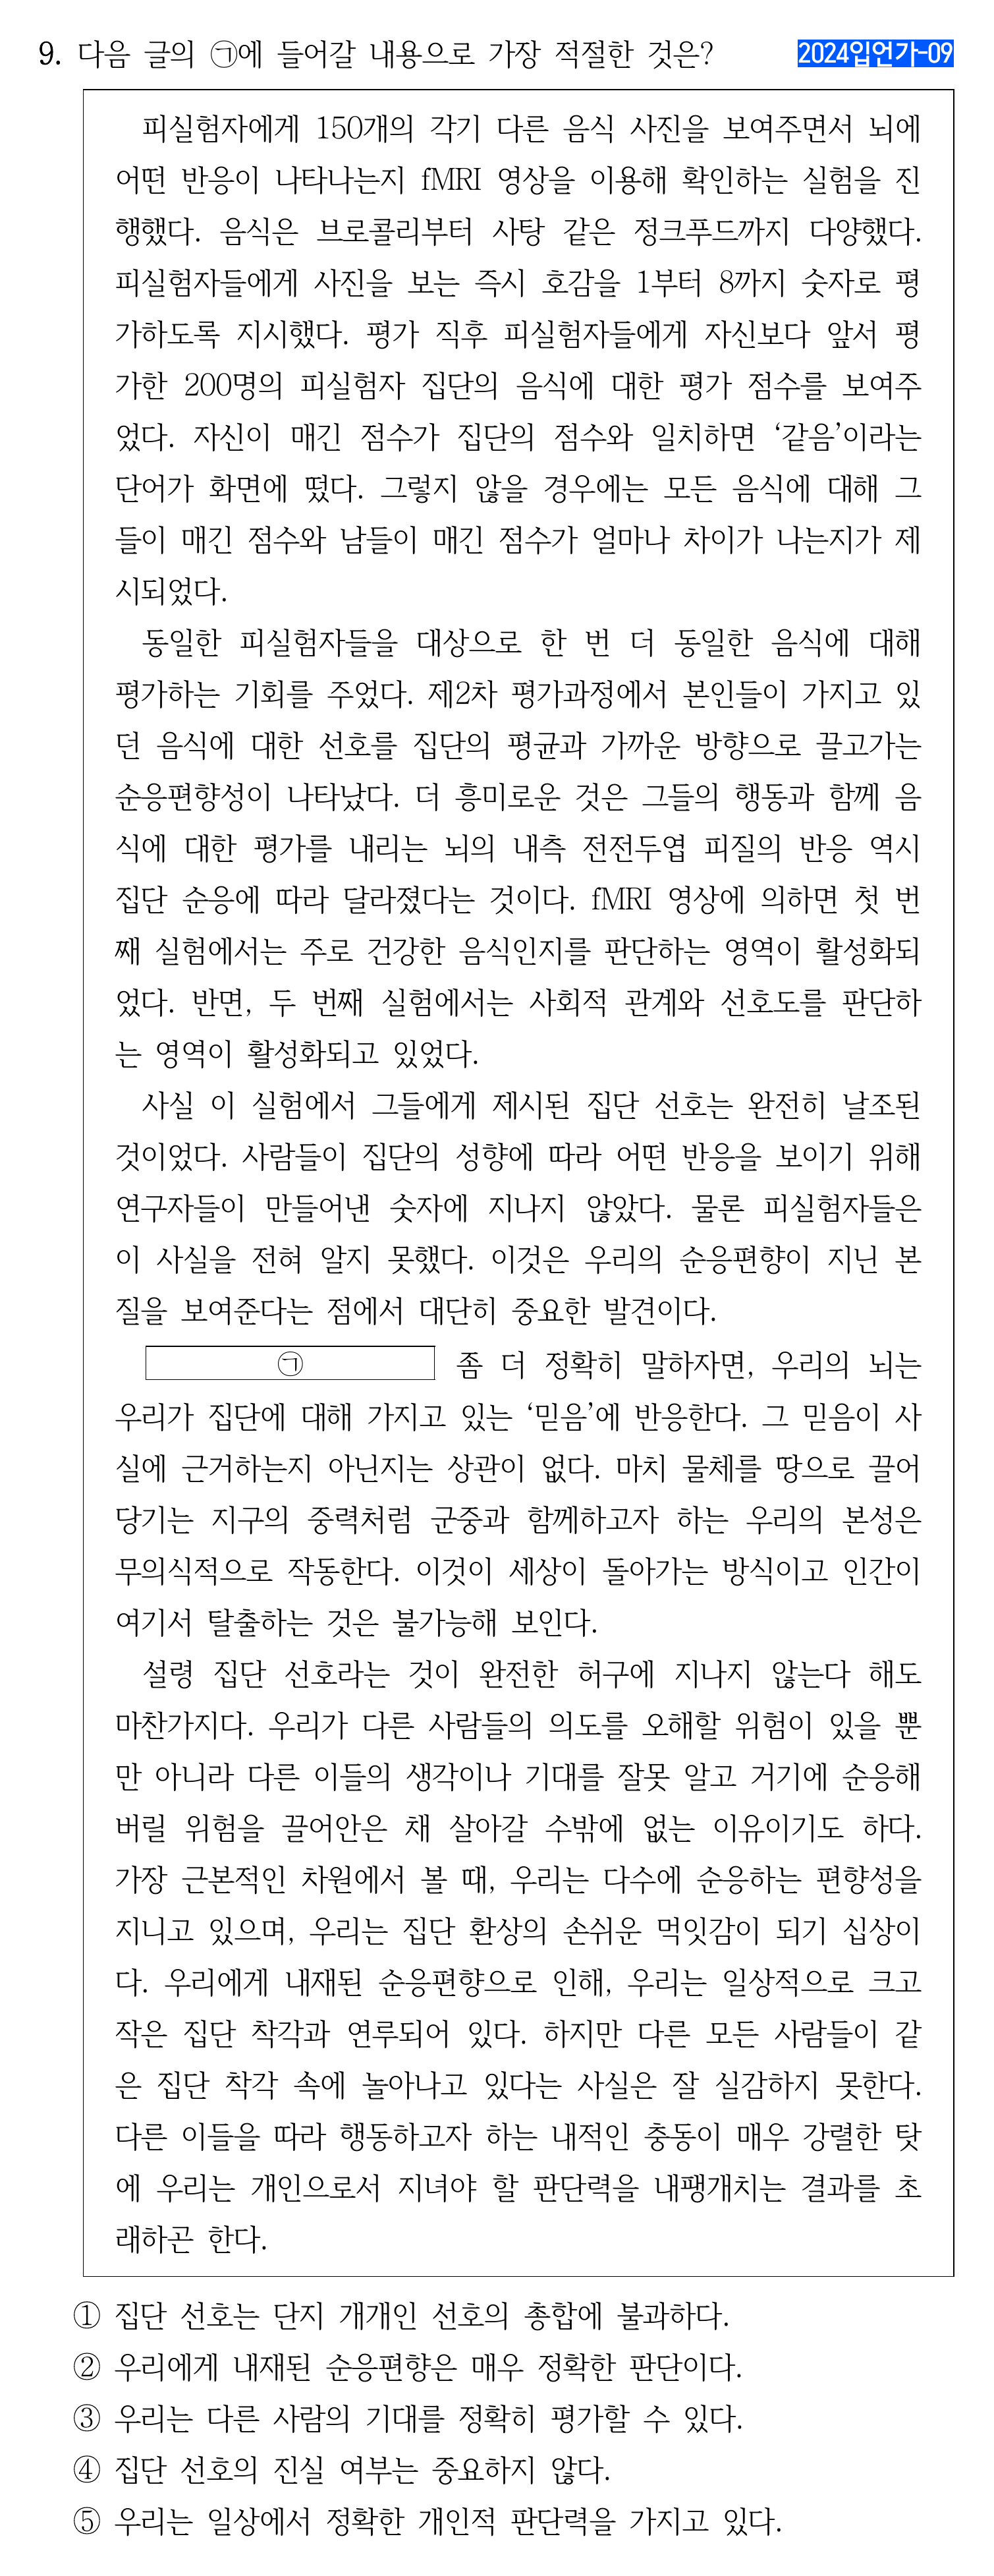 9. 다음 글의 ㉠에 들어갈 내용으로 가장 적절한 것은? 2024입언가-09
피실험자에게 150개의 각기 다른 음식 사진을 보여주면서 뇌에
어떤 반응이 나타나는지 fMRI 영상을 이용해 확인하는 실험을 진
행했다. 음식은 브로콜리부터 사탕 같은 정크푸드까지 다양했다.
피실험자들에게 사진을 보는 즉시 호감을 1부터 8까지 숫자로 평
가하도록 지시했다. 평가 직후 피실험자들에게 자신보다 앞서 평
가한 200명의 피실험자 집단의 음식에 대한 평가 점수를 보여주
었다. 자신이 매긴 점수가 집단의 점수와 일치하면 ‘같음’이라는
단어가 화면에 떴다. 그렇지 않을 경우에는 모든 음식에 대해 그
들이 매긴 점수와 남들이 매긴 점수가 얼마나 차이가 나는지가 제
시되었다.
동일한 피실험자들을 대상으로 한 번 더 동일한 음식에 대해
평가하는 기회를 주었다. 제2차 평가과정에서 본인들이 가지고 있
던 음식에 대한 선호를 집단의 평균과 가까운 방향으로 끌고가는
순응편향성이 나타났다. 더 흥미로운 것은 그들의 행동과 함께 음
식에 대한 평가를 내리는 뇌의 내측 전전두엽 피질의 반응 역시
집단 순응에 따라 달라졌다는 것이다. fMRI 영상에 의하면 첫 번
째 실험에서는 주로 건강한 음식인지를 판단하는 영역이 활성화되
었다. 반면, 두 번째 실험에서는 사회적 관계와 선호도를 판단하
는 영역이 활성화되고 있었다.
사실 이 실험에서 그들에게 제시된 집단 선호는 완전히 날조된
것이었다. 사람들이 집단의 성향에 따라 어떤 반응을 보이기 위해
연구자들이 만들어낸 숫자에 지나지 않았다. 물론 피실험자들은
이 사실을 전혀 알지 못했다. 이것은 우리의 순응편향이 지닌 본
질을 보여준다는 점에서 대단히 중요한 발견이다.
㉠ 좀 더 정확히 말하자면, 우리의 뇌는
우리가 집단에 대해 가지고 있는 ‘믿음’에 반응한다. 그 믿음이 사
실에 근거하는지 아닌지는 상관이 없다. 마치 물체를 땅으로 끌어
당기는 지구의 중력처럼 군중과 함께하고자 하는 우리의 본성은
무의식적으로 작동한다. 이것이 세상이 돌아가는 방식이고 인간이
여기서 탈출하는 것은 불가능해 보인다.
설령 집단 선호라는 것이 완전한 허구에 지나지 않는다 해도
마찬가지다. 우리가 다른 사람들의 의도를 오해할 위험이 있을 뿐
만 아니라 다른 이들의 생각이나 기대를 잘못 알고 거기에 순응해
버릴 위험을 끌어안은 채 살아갈 수밖에 없는 이유이기도 하다.
가장 근본적인 차원에서 볼 때, 우리는 다수에 순응하는 편향성을
지니고 있으며, 우리는 집단 환상의 손쉬운 먹잇감이 되기 십상이
다. 우리에게 내재된 순응편향으로 인해, 우리는 일상적으로 크고
작은 집단 착각과 연루되어 있다. 하지만 다른 모든 사람들이 같
은 집단 착각 속에 놀아나고 있다는 사실은 잘 실감하지 못한다.
다른 이들을 따라 행동하고자 하는 내적인 충동이 매우 강렬한 탓
에 우리는 개인으로서 지녀야 할 판단력을 내팽개치는 결과를 초
래하곤 한다.
① 집단 선호는 단지 개개인 선호의 총합에 불과하다.
② 우리에게 내재된 순응편향은 매우 정확한 판단이다.
③ 우리는 다른 사람의 기대를 정확히 평가할 수 있다.
④ 집단 선호의 진실 여부는 중요하지 않다.
⑤ 우리는 일상에서 정확한 개인적 판단력을 가지고 있다.